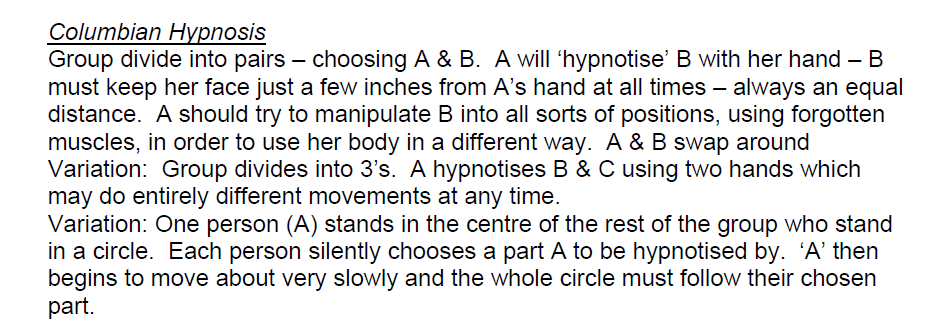 Columbian Hypnosis
Group divide into pairs – choosing A & B.  A will ‘hypnotise’ B with her hand – B
must keep her face just a few inches from A’s hand at all times – always an equal
distance.  A should try to manipulate B into all sorts of positions, using forgotten
muscles, in order to use her body in a different way.  A & B swap around
Variation:  Group divides into 3’s.  A hypnotises B & C using two hands which
may do entirely different movements at any time.
Variation: One person (A) stands in the centre of the rest of the group who stand
in a circle.  Each person silently chooses a part A to be hypnotised by.  ‘A’ then
begins to move about very slowly and the whole circle must follow their chosen
part.